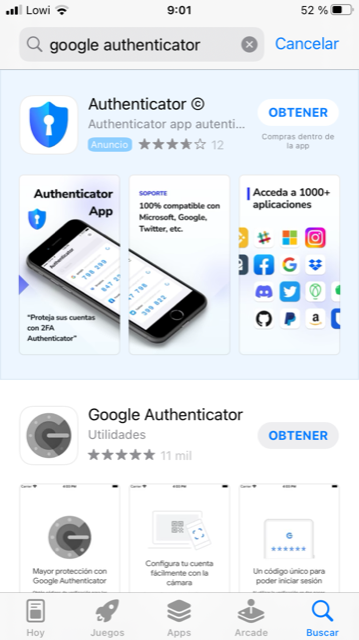 Lowi 9:01 52 %
google authenticator Cancelar
Authenticator ©
Authenticator app autenti...
Anuncio 12
OBTENER
Compras dentro de
la app
Authenticator
App
"Proteja sus cuentas
con 2FA
Authenticator"
SOPORTE
100% compatible con
Microsoft, Google,
Twitter, etc.
Acceda a 1000+
aplicaciones
Google Authenticator
Utilidades
11 mil
OBTENER
Mayor protección con
Google Authenticator
Configura tu cuenta
fácilmente con la
cámara
Un código único para
poder iniciar sesión
Hoy Juegos Apps Arcade Buscar